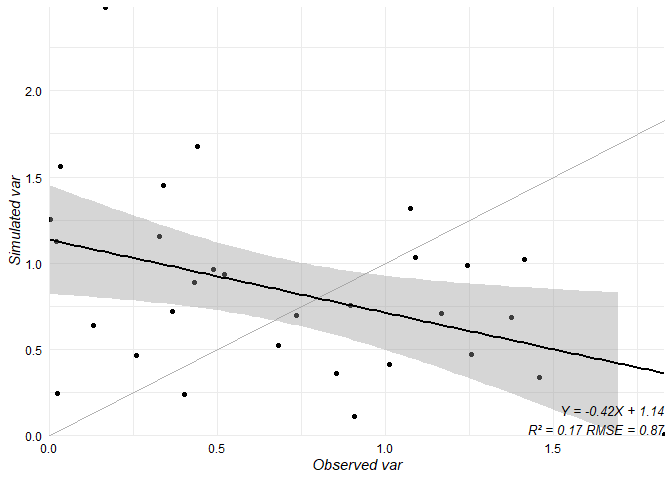 2.0
1.5
1.0
0.5
0.0
Simulated var
Y = -0.42X + 1.14
R² = 0.17 RMSE = 0.87
0.0 0.5 1.0 1.5
Observed var